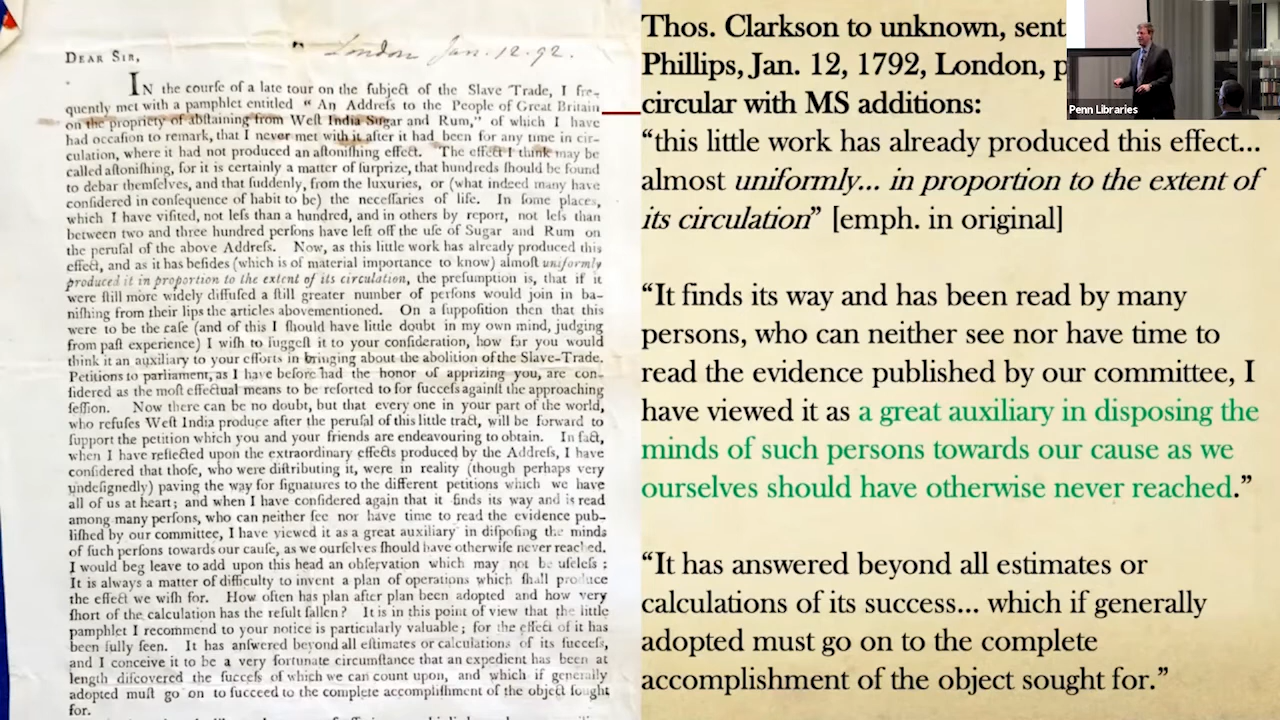 London Jan. 12. 92.
DEAR SIR,
IN the courſe of a late tour on the ſubject of the Slave Trade, I fre-
quently met with a pamphlet entitled "An Addreſs to the People of Great Britain
on the propriety of abſtaining from Weſt India Sugar and Rum," of which I have
had occaſion to remark, that I never met with it after it had been for any time in cir-
culation, where it had not produced an aſtoniſhing effect. The effect I think may be
called aſtoniſhing, for it is certainly a matter of ſurprize, that hundreds ſhould be found
to debar themſelves, and that ſuddenly, from the luxuries, or (what indeed many have
conſidered in conſequence of habit to be) the neceſſaries of life. In ſome places,
which I have viſited, not leſs than a hundred, and in others by report, not leſs than
between two and three hundred perſons have left off the uſe of Sugar and Rum on
the peruſal of the above Addreſs. Now, as this little work has already produced this
effect, and as it has beſides (which is of material importance to know) almoſt uniformly
produced it in proportion to the extent of its circulation, the preſumption is, that if it
were ſtill more widely diffuſed a ſtill greater number of perſons would join in ba-
niſhing from their lips the articles abovementioned. On a ſuppoſition then that this
were to be the caſe (and of this I ſhould have little doubt in my own mind, judging
from paſt experience) I wiſh to ſuggeſt it to your conſideration, how far you would
think it an auxiliary to your efforts in bringing about the abolition of the Slave-Trade.
Petitions to parliament, as I have before had the honor of apprizing you, are con-
ſidered as the moſt effectual means to be reſorted to for ſucceſs againſt the approaching
ſeſſion. Now there can be no doubt, but that every one in your part of the world,
who refuſes Weſt India produce after the peruſal of this little tract, will be forward to
ſupport the petition which you and your friends are endeavouring to obtain. In fact,
when I have reflected upon the extraordinary effects produced by the Addreſs, I have
conſidered that thoſe, who were diſtributing it, were in reality (though perhaps very
undeſignedly) paving the way for ſignatures to the different petitions which we have
all of us at heart; and when I have conſidered again that it finds its way and is read
among many perſons, who can neither ſee nor have time to read the evidence pub-
liſhed by our committee, I have viewed it as a great auxiliary in diſpoſing the minds
of ſuch perſons towards our cauſe, as we ourſelves ſhould have otherwiſe never reached.
I would beg leave to add upon this head an obſervation which may not be uſeleſs;
It is always a matter of difficulty to invent a plan of operations which ſhall produce
the effect we wiſh for. How often has plan after plan been adopted and how very
ſhort of the calculation has the reſult fallen? It is in this point of view that the little
pamphlet I recommend to your notice is particularly valuable; for the effect of it has
been fully ſeen. It has anſwered beyond all eſtimates or calculations of its ſucceſs,
and I conceive it to be a very fortunate circumſtance that an expedient has been at
length diſcovered the ſucceſs of which we can count upon, and which if generally
adopted muſt go on to ſucceed to the complete accompliſhment of the object ſought
for.
Thos. Clarkson to unknown, sent
Phillips, Jan. 12, 1792, London, p
circular with MS additions:
“this little work has already produced this effect...
almost uniformly... in proportion to the extent of
its circulation” [emph. in original]
“It finds its way and has been read by many
persons, who can neither see nor have time to
read the evidence published by our committee, I
have viewed it as a great auxiliary in disposing the
minds of such persons towards our cause as we
ourselves should have otherwise never reached.”
“It has answered beyond all estimates or
calculations of its success... which if generally
adopted must go on to the complete
accomplishment of the object sought for.”
Penn Libraries